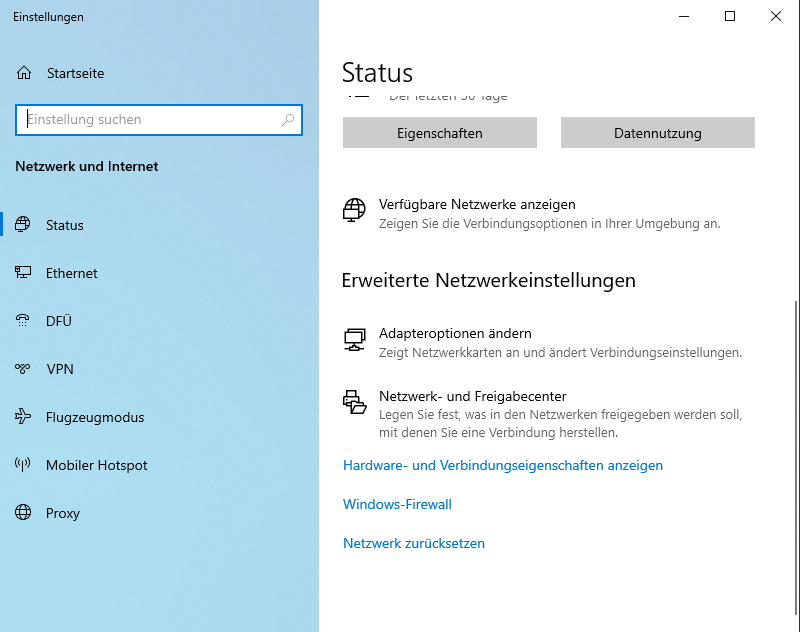 Einstellungen
Startseite
Einstellung suchen
Netzwerk und Internet
Status
Ethernet
DFÜ
VPN
Flugzeugmodus
Mobiler Hotspot
Proxy
Status
Der letzten 30 Tage
Eigenschaften
Datennutzung
Verfügbare Netzwerke anzeigen
Zeigen Sie die Verbindungsoptionen in Ihrer Umgebung an.
Erweiterte Netzwerkeinstellungen
Adapteroptionen ändern
Zeigt Netzwerkkarten an und ändert Verbindungseinstellungen.
Netzwerk- und Freigabecenter
Legen Sie fest, was in den Netzwerken freigegeben werden soll,
mit denen Sie eine Verbindung herstellen.
Hardware- und Verbindungseigenschaften anzeigen
Windows-Firewall
Netzwerk zurücksetzen